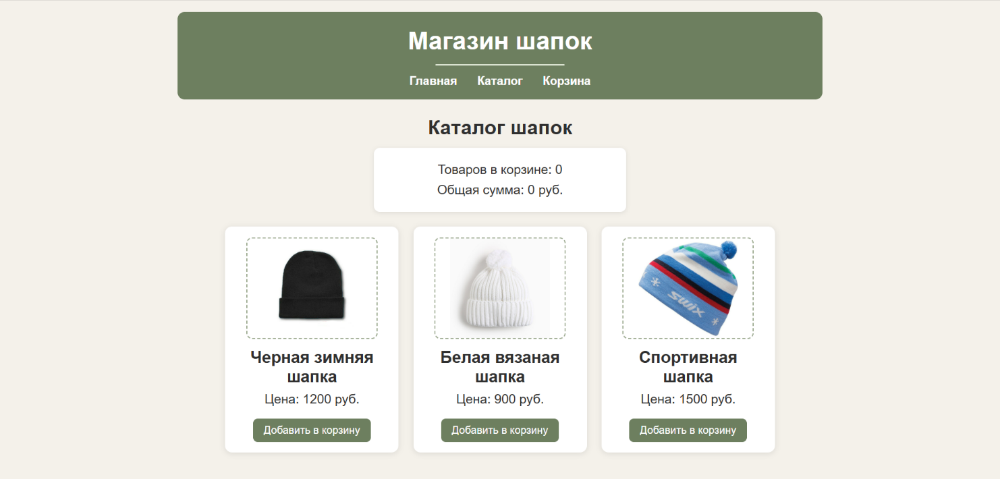 Магазин шапок
Главная Каталог Корзина
Каталог шапок
Товаров в корзине: 0
Общая сумма: 0 руб.
swix
Черная зимняя
шапка
Цена: 1200 руб.
Добавить в корзину
Белая вязаная
шапка
Цена: 900 руб.
Добавить в корзину
Спортивная
шапка
Цена: 1500 руб.
Добавить в корзину